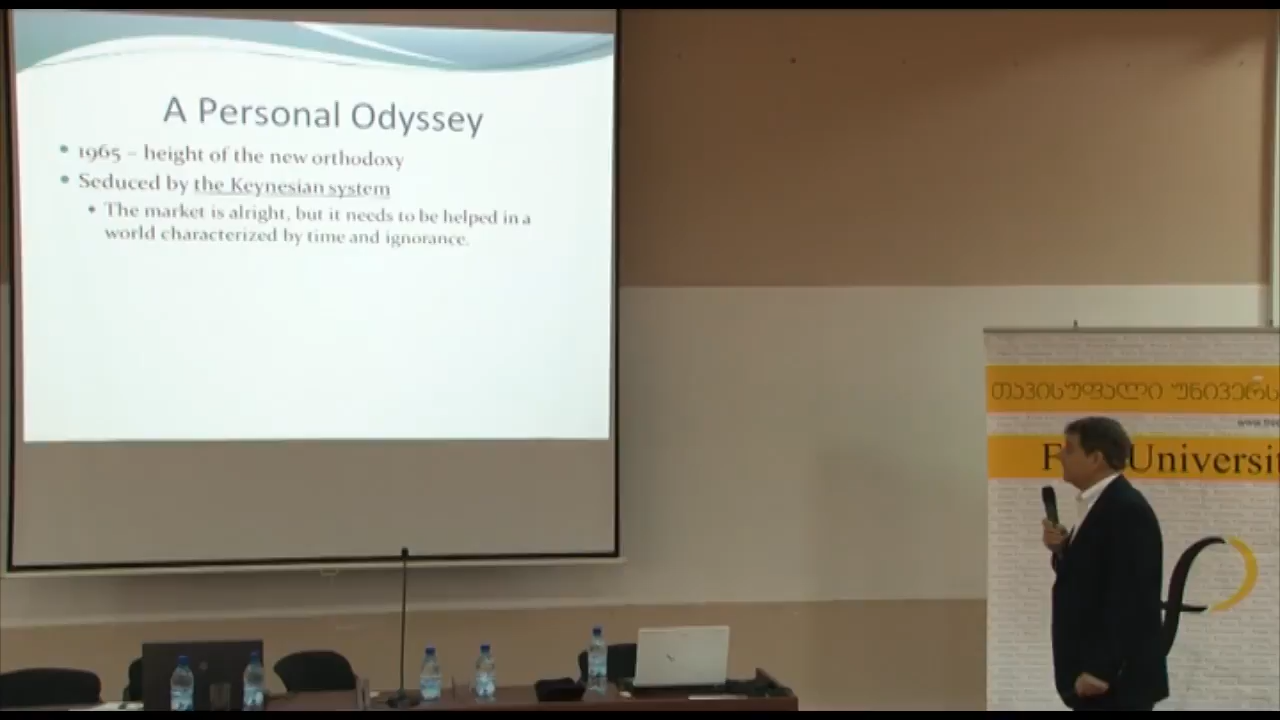 A Personal Odyssey
1965 – height of the new orthodoxy
Seduced by the Keynesian system
The market is alright, but it needs to be helped in a
world characterized by time and ignorance.
თავისუფალი უნივერს
F Universi